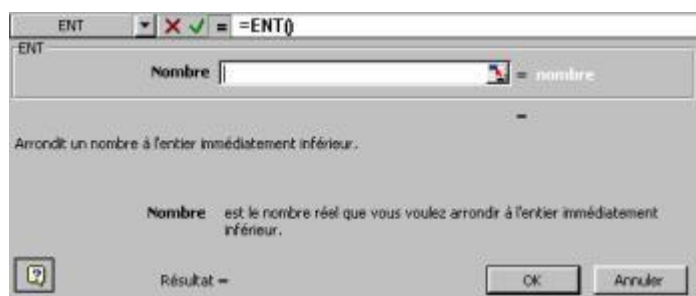 ENT = =ENT()
ENT
Nombre = nombre
=
Arrondit un nombre à l'entier immédiatement inférieur.
Nombre est le nombre réel que vous voulez arrondir à l'entier immédiatement
inférieur.
? Résultat = OK Annuler